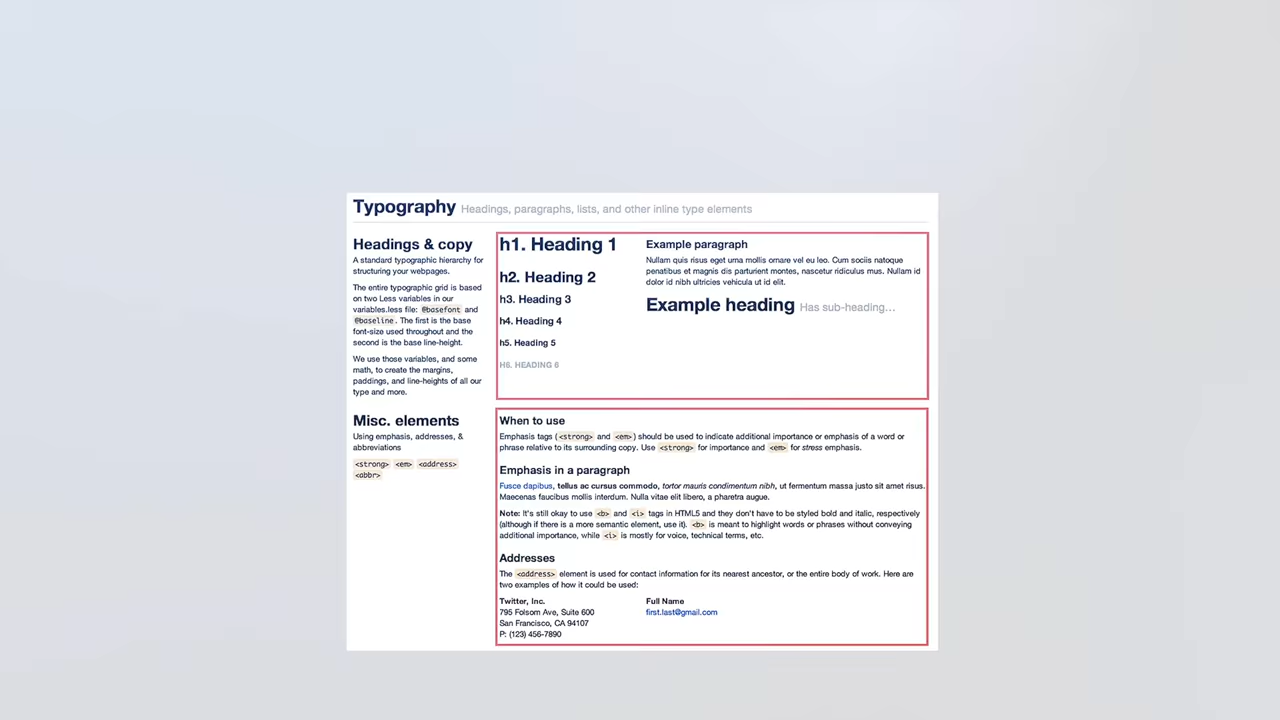 Typography Headings, paragraphs, lists, and other inline type elements
Headings & copy
A standard typographic hierarchy for
structuring your webpages.
The entire typographic grid is based
on two Less variables in our
variables.less file: @basefont and
@baseline. The first is the base
font-size used throughout and the
second is the base line-height.
We use those variables, and some
math, to create the margins,
paddings, and line-heights of all our
type and more.
h1. Heading 1
h2. Heading 2
h3. Heading 3
h4. Heading 4
h5. Heading 5
H6. HEADING 6
Example paragraph
Nullam quis risus eget urna mollis ornare vel eu leo. Cum sociis natoque
penatibus et magnis dis parturient montes, nascetur ridiculus mus. Nullam id
dolor id nibh ultricies vehicula ut id elit.
Example heading Has sub-heading…
Misc. elements
Using emphasis, addresses, &
abbreviations
<strong> <em> <address>
<abbr>
When to use
Emphasis tags (<strong> and <em>) should be used to indicate additional importance or emphasis of a word or
phrase relative to its surrounding copy. Use <strong> for importance and <em> for stress emphasis.
Emphasis in a paragraph
Fusce dapibus, tellus ac cursus commodo, tortor mauris condimentum nibh, ut fermentum massa justo sit amet risus.
Maecenas faucibus mollis interdum. Nulla vitae elit libero, a pharetra augue.
Note: It's still okay to use <b> and <i> tags in HTML5 and they don't have to be styled bold and italic, respectively
(although if there is a more semantic element, use it). <b> is meant to highlight words or phrases without conveying
additional importance, while <i> is mostly for voice, technical terms, etc.
Addresses
The <address> element is used for contact information for its nearest ancestor, or the entire body of work. Here are
two examples of how it could be used:
Twitter, Inc.
795 Folsom Ave, Suite 600
San Francisco, CA 94107
P: (123) 456-7890
Full Name
first.last@gmail.com